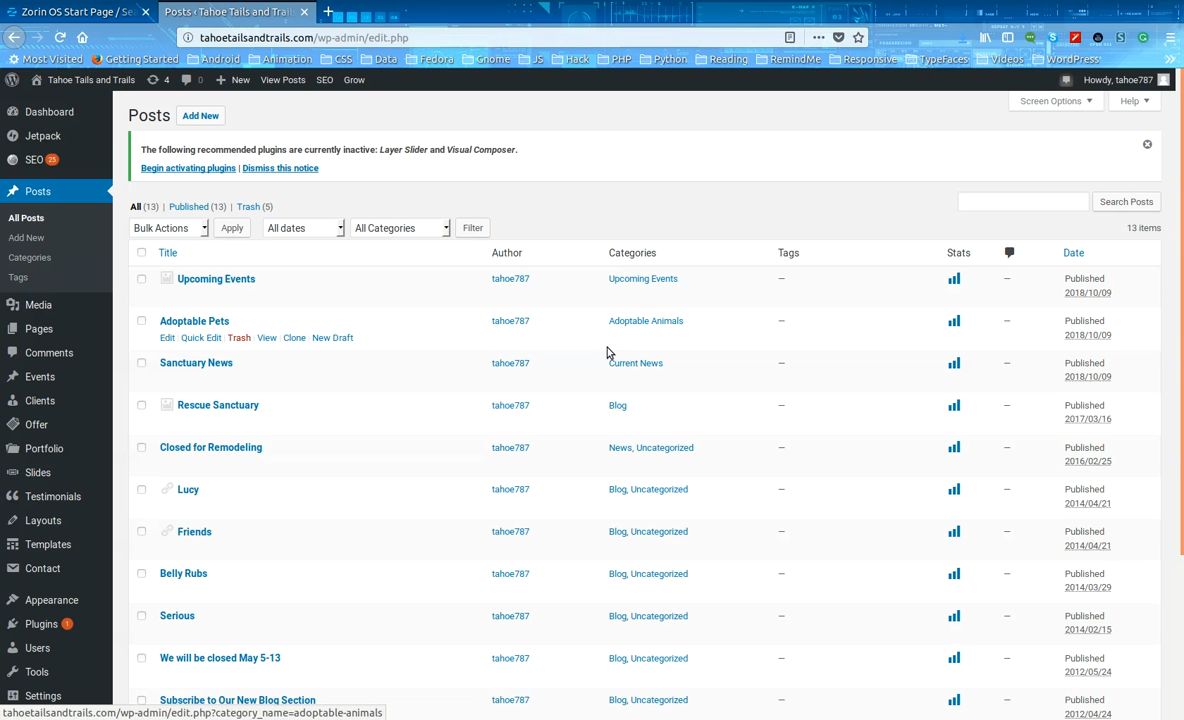 Zorin OS Start Page / Sea
Posts ‹ Tahoe Tails and Trail
tahoetailsandtrails.com/wp-admin/edit.php
Most Visited Getting Started Android Animation CSS Data Fedora Gnome JS Hack PHP Python Reading RemindMe Responsive TypeFaces Videos WordPress
Tahoe Tails and Trails 4 0 New View Posts SEO Grow Howdy, tahoe787
Screen Options Help
Dashboard
Jetpack
SEO 25
Posts
All Posts
Add New
Categories
Tags
Media
Pages
Comments
Events
Clients
Offer
Portfolio
Slides
Testimonials
Layouts
Templates
Contact
Appearance
Plugins 1
Users
Tools
Settings
Posts Add New
The following recommended plugins are currently inactive: Layer Slider and Visual Composer.
Begin activating plugins | Dismiss this notice
All (13) | Published (13) | Trash (5)
Search Posts
Bulk Actions Apply All dates All Categories Filter 13 items
Title Author Categories Tags Stats Date
Upcoming Events tahoe787 Upcoming Events — — Published
2018/10/09
Adoptable Pets tahoe787 Adoptable Animals — — Published
Edit | Quick Edit | Trash | View | Clone | New Draft 2018/10/09
Sanctuary News tahoe787 Current News — — Published
2018/10/09
Rescue Sanctuary tahoe787 Blog — — Published
2017/03/16
Closed for Remodeling tahoe787 News, Uncategorized — — Published
2016/02/25
Lucy tahoe787 Blog, Uncategorized — — Published
2014/04/21
Friends tahoe787 Blog, Uncategorized — — Published
2014/04/21
Belly Rubs tahoe787 Blog, Uncategorized — — Published
2014/03/29
Serious tahoe787 Blog, Uncategorized — — Published
2014/02/15
We will be closed May 5-13 tahoe787 Blog, Uncategorized — — Published
2012/05/24
Subscribe to Our New Blog Section tahoe787 Blog, Uncategorized — — Published
2012/04/24
tahoetailsandtrails.com/wp-admin/edit.php?category_name=adoptable-animals